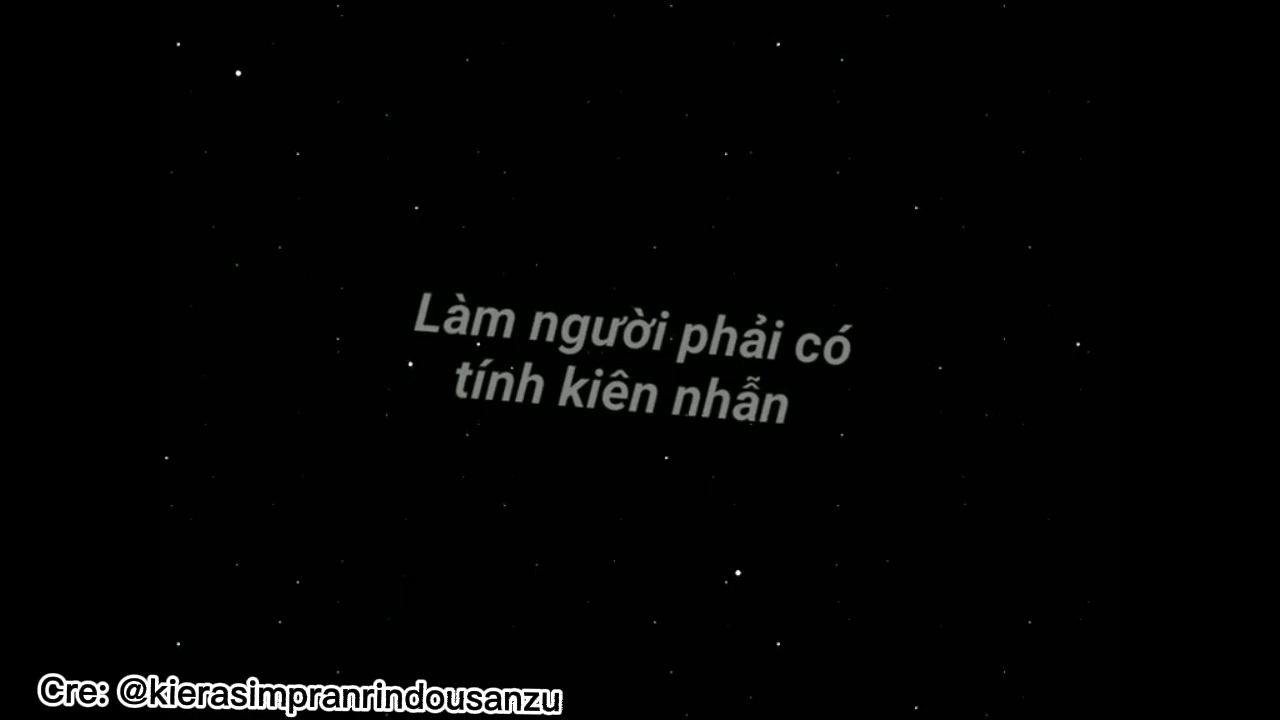 Làm người phải có
tính kiên nhẫn
Cre: @kierasimpranrindousanzu